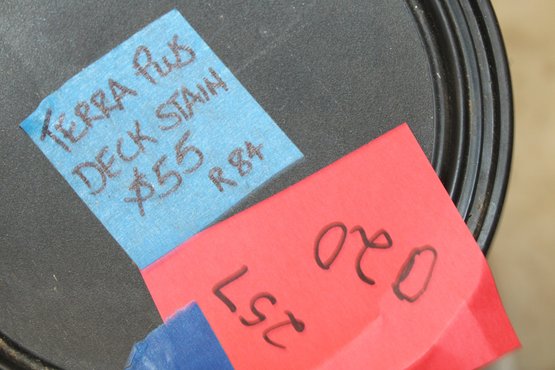 TERRA PLUS
DECK STAIN
$55
R84
257
020